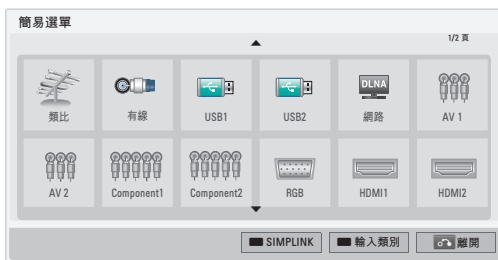 簡易選單
1/2 頁
DLNA
類比 有線 USB1 USB2 網路 AV 1
AV 2 Component1 Component2 RGB HDMI1 HDMI2
SIMPLINK 輸入類別 離開